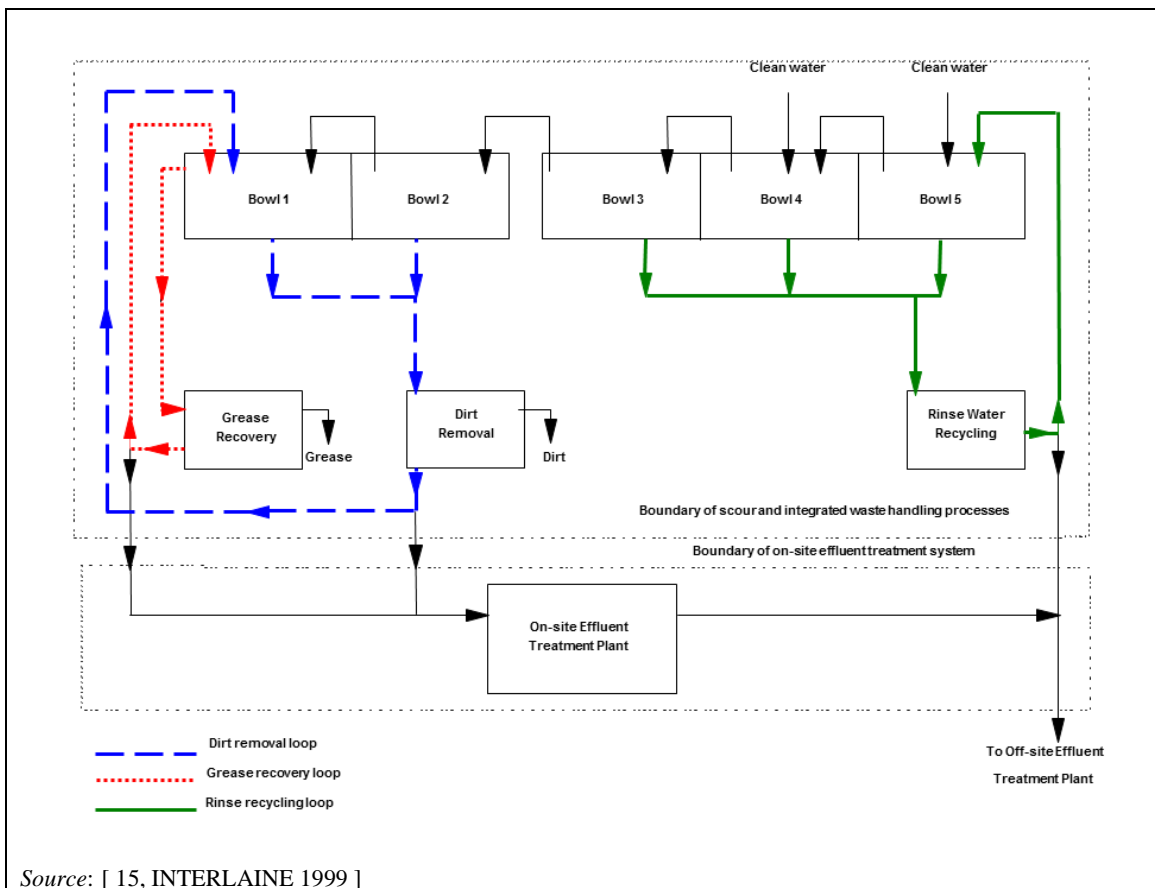 Clean water
Clean water
Bowl 1
Bowl 2
Bowl 3
Bowl 4
Bowl 5
Grease
Recovery
Grease
Dirt
Removal
Dirt
Rinse Water
Recycling
Boundary of scour and integrated waste handling processes
Boundary of on-site effluent treatment system
On-site Effluent
Treatment Plant
To Off-site Effluent
Treatment Plant
Dirt removal loop
Grease recovery loop
Rinse recycling loop
Source: [ 15, INTERLAINE 1999 ]